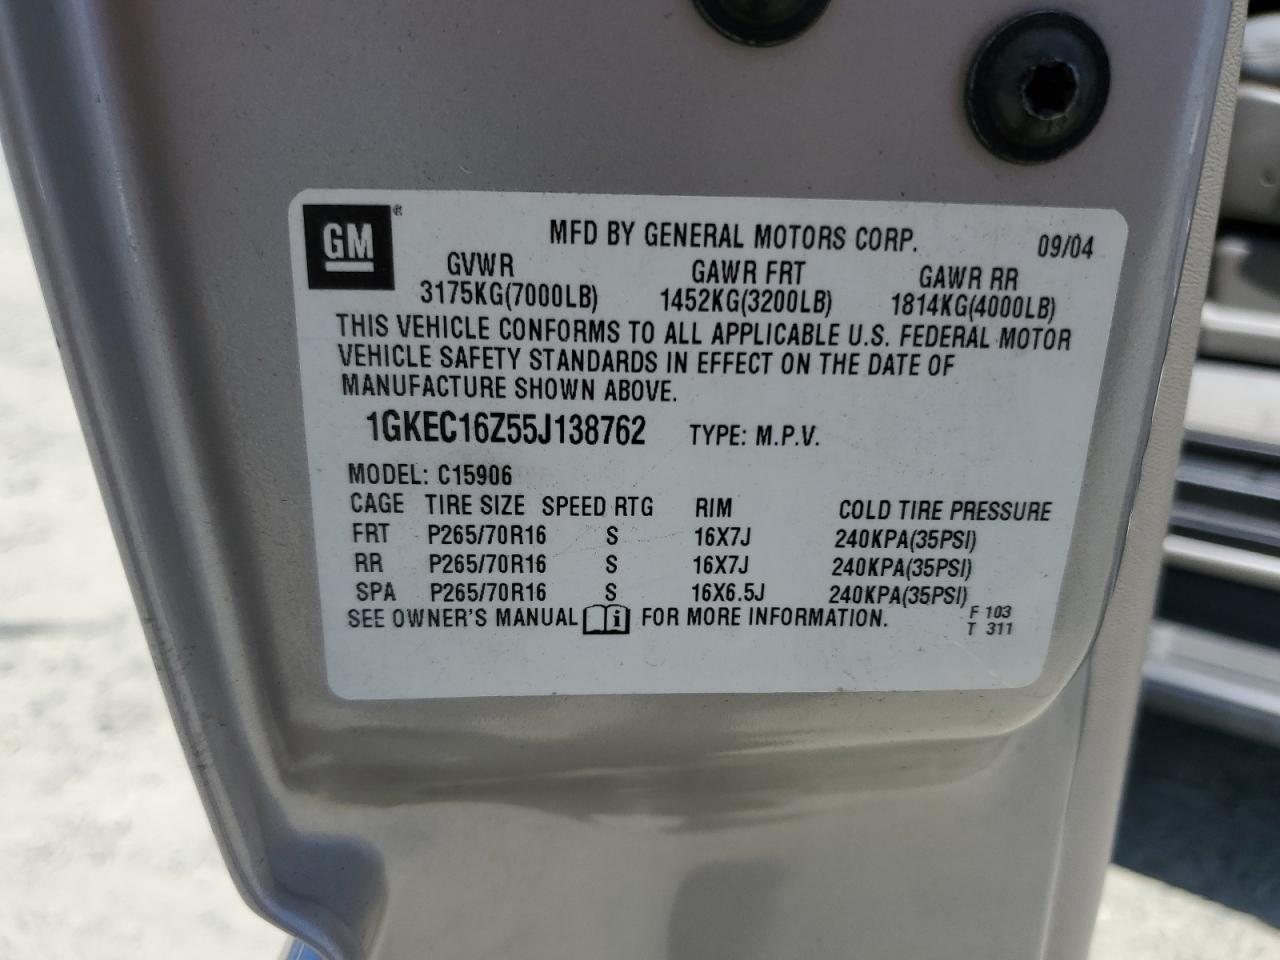 GM®
MFD BY GENERAL MOTORS CORP. 09/04
GVWR GAWR FRT GAWR RR
3175KG(7000LB) 1452KG(3200LB) 1814KG(4000LB)
THIS VEHICLE CONFORMS TO ALL APPLICABLE U.S. FEDERAL MOTOR
VEHICLE SAFETY STANDARDS IN EFFECT ON THE DATE OF
MANUFACTURE SHOWN ABOVE.
1GKEC16Z55J138762 TYPE: M.P.V.
MODEL: C15906
CAGE TIRE SIZE SPEED RTG RIM COLD TIRE PRESSURE
FRT P265/70R16 S 16X7J 240KPA(35PSI)
RR P265/70R16 S 16X7J 240KPA(35PSI)
SPA P265/70R16 S 16X6.5J 240KPA(35PSI)
SEE OWNER'S MANUAL i FOR MORE INFORMATION. F 103
T 311